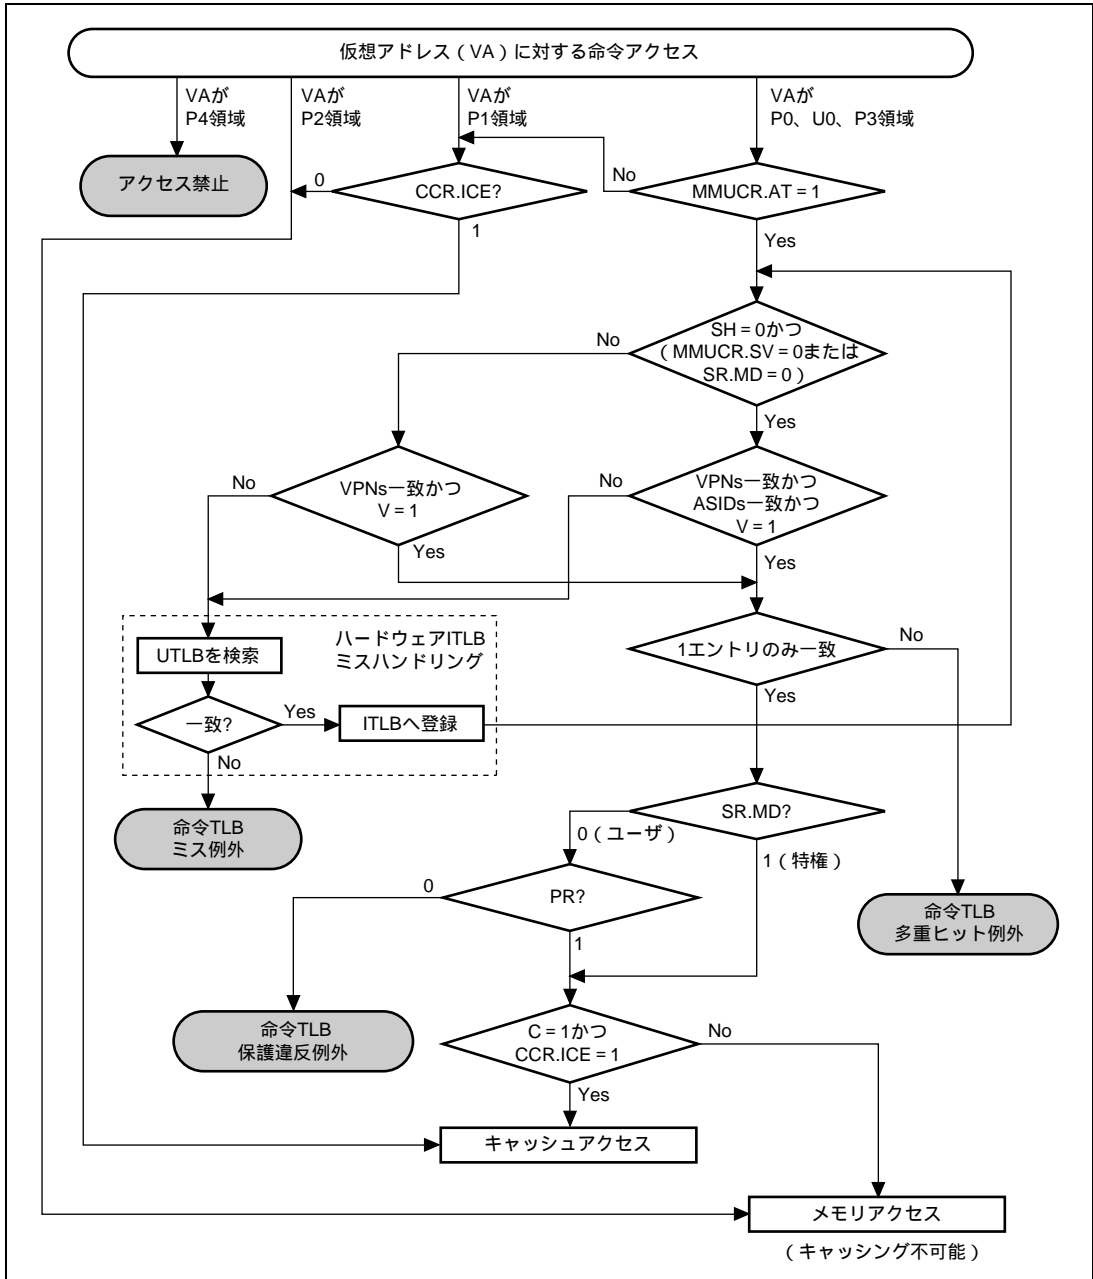 仮想アドレス（VA）に対する命令アクセス
VAが
P4領域
VAが
P2領域
VAが
P1領域
VAが
P0、U0、P3領域
アクセス禁止
0
CCR.ICE?
1
No
MMUCR.AT = 1
Yes
SH = 0かつ
（MMUCR.SV = 0または
SR.MD = 0）
No
Yes
No
VPNs一致かつ
V = 1
Yes
No
VPNs一致かつ
ASIDs一致かつ
V = 1
Yes
ハードウェアITLB
ミスハンドリング
UTLBを検索
一致?
Yes
ITLBへ登録
No
命令TLB
ミス例外
1エントリのみ一致
No
Yes
SR.MD?
0（ユーザ）
1（特権）
0
PR?
1
命令TLB
多重ヒット例外
命令TLB
保護違反例外
C = 1かつ
CCR.ICE = 1
No
Yes
キャッシュアクセス
メモリアクセス
（キャッシング不可能）